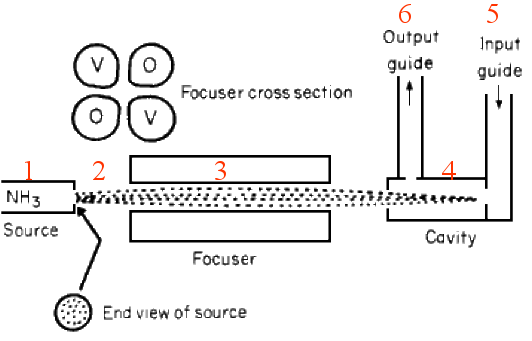 6
5
Output
guide
Input
guide
V O
O V
Focuser cross section
1
2
3
4
NH3
Source
Focuser
Cavity
End view of source